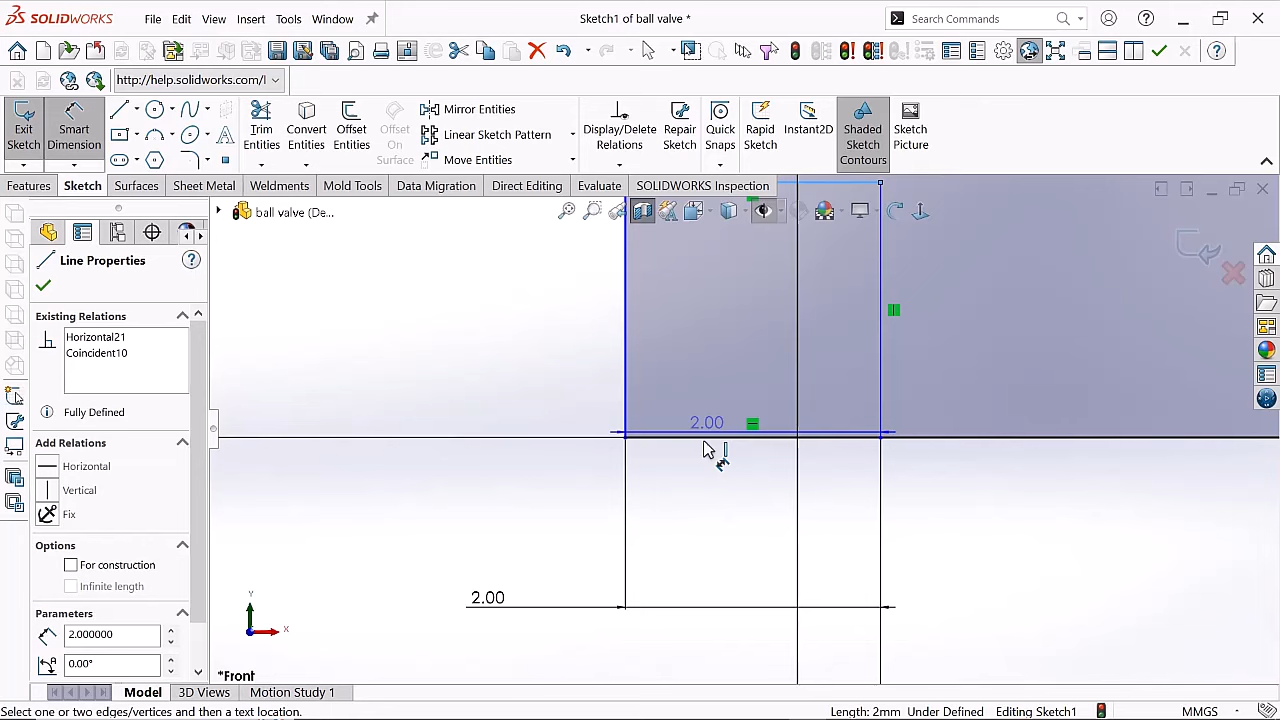 SOLIDWORKS File Edit View Insert Tools Window Sketch1 of ball valve * Search Commands
http://help.solidworks.com/I
Exit Sketch
Smart Dimension
Trim Entities
Convert Entities
Offset Entities
Offset On Surface
Mirror Entities
Linear Sketch Pattern
Move Entities
Display/Delete Relations
Repair Sketch
Quick Snaps
Rapid Sketch
Instant2D
Shaded Sketch Contours
Sketch Picture
Features Sketch Surfaces Sheet Metal Weldments Mold Tools Data Migration Direct Editing Evaluate SOLIDWORKS Inspection
ball valve (De...
Line Properties
Existing Relations
Horizontal21
Coincident10
Fully Defined
Add Relations
Horizontal
Vertical
Fix
Options
For construction
Infinite length
Parameters
2.000000
0.00°
2.00
2.00
Y
X
*Front
Model 3D Views Motion Study 1
Select one or two edges/vertices and then a text location. Length: 2mm Under Defined Editing Sketch1 MMGS